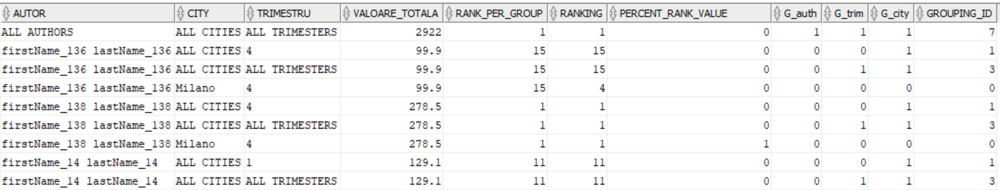 AUTOR CITY TRIMESTRU VALOARE_TOTALA RANK_PER_GROUP RANKING PERCENT_RANK_VALUE G_auth G_trim G_city GROUPING_ID
ALL AUTHORS ALL CITIES ALL TRIMESTERS 2922 1 1 0 1 1 1 7
firstName_136 lastName_136 ALL CITIES 4 99.9 15 15 0 0 0 1 1
firstName_136 lastName_136 ALL CITIES ALL TRIMESTERS 99.9 15 15 0 0 1 1 3
firstName_136 lastName_136 Milano 4 99.9 15 4 0 0 0 0 0
firstName_138 lastName_138 ALL CITIES 4 278.5 1 1 0 0 0 1 1
firstName_138 lastName_138 ALL CITIES ALL TRIMESTERS 278.5 1 1 0 0 1 1 3
firstName_138 lastName_138 Milano 4 278.5 1 1 1 0 0 0 0
firstName_14 lastName_14 ALL CITIES 1 129.1 11 11 0 0 0 1 1
firstName_14 lastName_14 ALL CITIES ALL TRIMESTERS 129.1 11 11 0 0 1 1 3